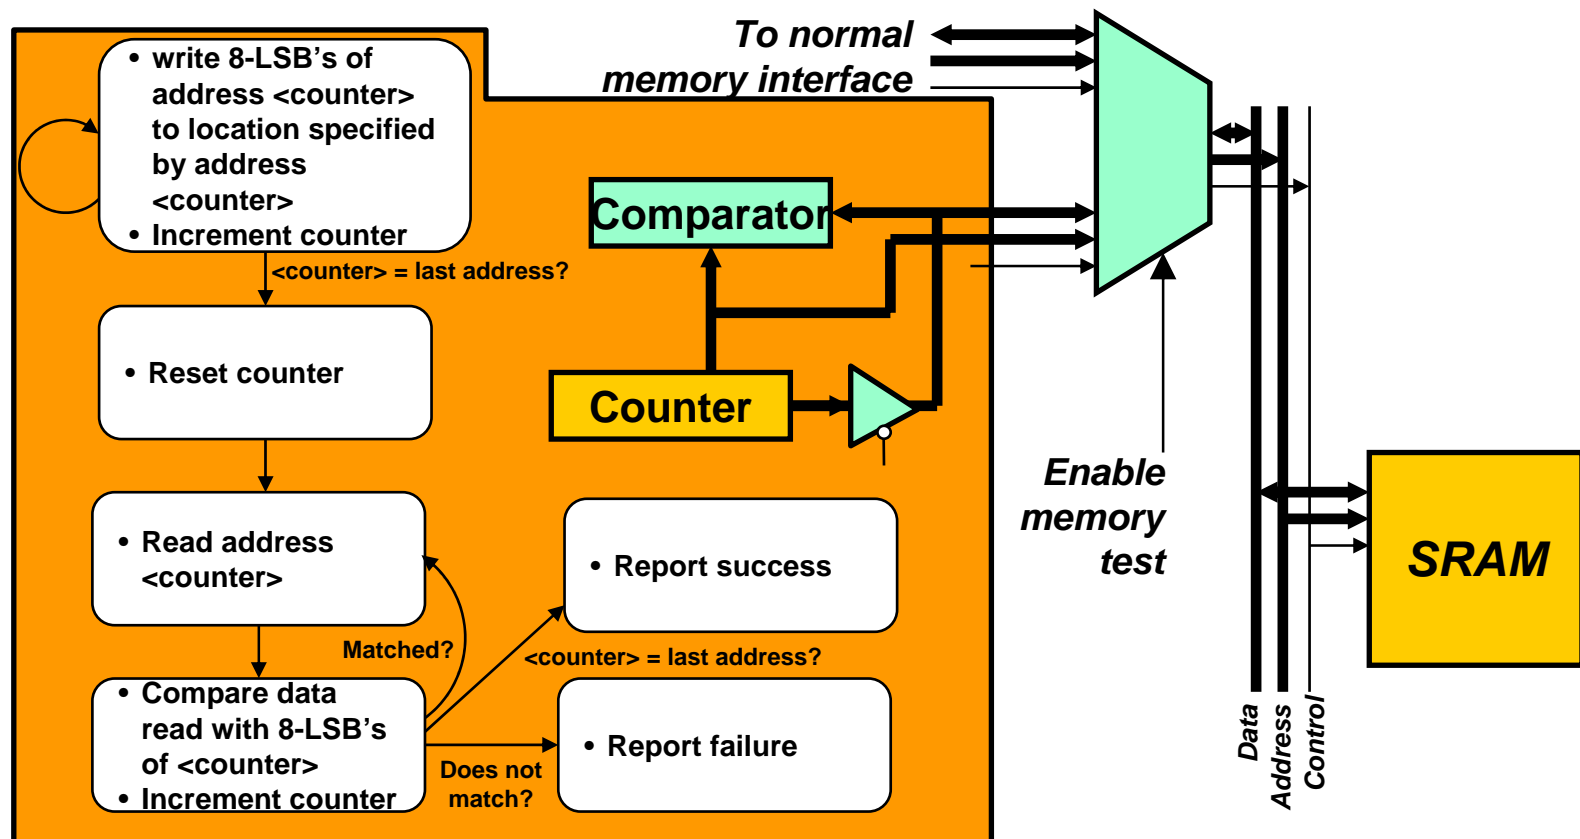 • write 8-LSB’s of
address <counter>
to location specified
by address
<counter>
• Increment counter
<counter> = last address?
• Reset counter
• Read address
<counter>
Matched?
• Compare data
read with 8-LSB’s
of <counter>
• Increment counter
• Report success
<counter> = last address?
Does not
match?
• Report failure
To normal
memory interface
Comparator
Counter
Enable
memory
test
SRAM
Data
Address
Control